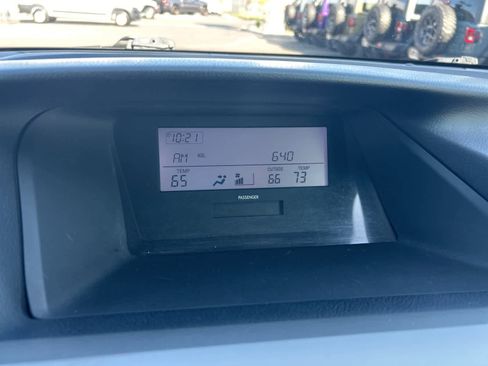 10:21
AM 640
TEMP OUTSIDE TEMP
65 66 73
PASSENGER